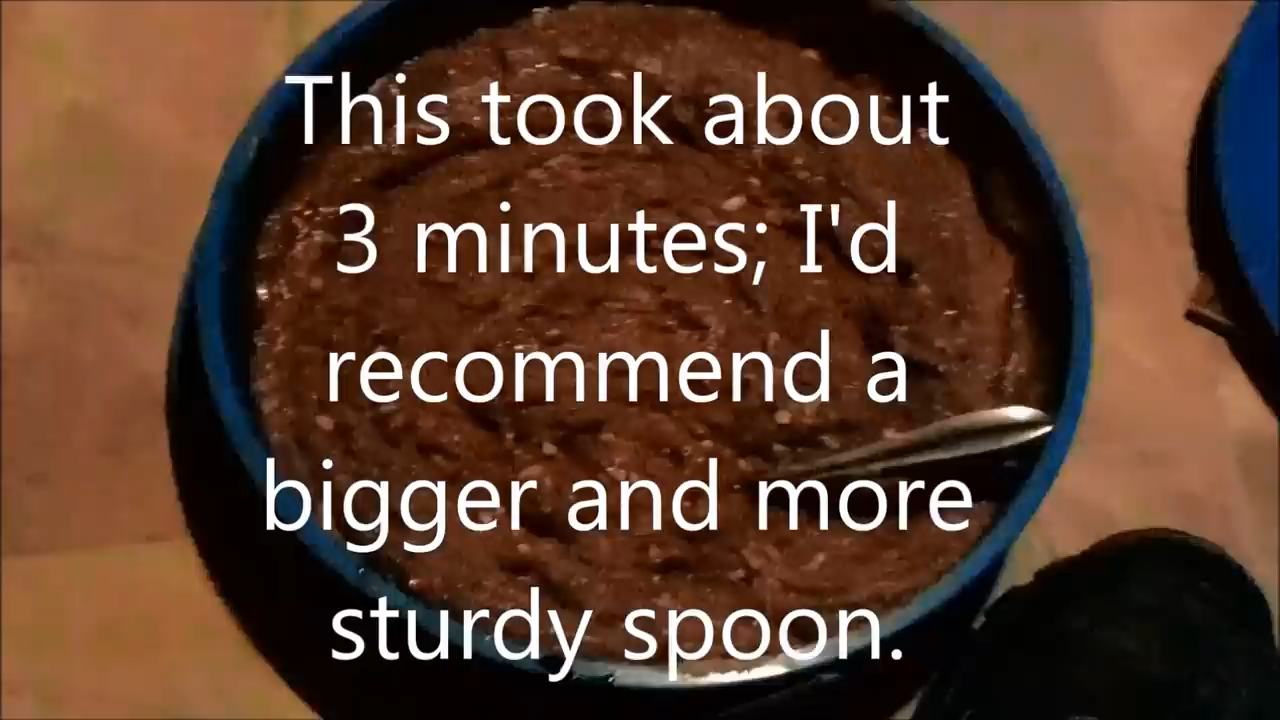 This took about
3 minutes; I'd
recommend a
bigger and more
sturdy spoon.